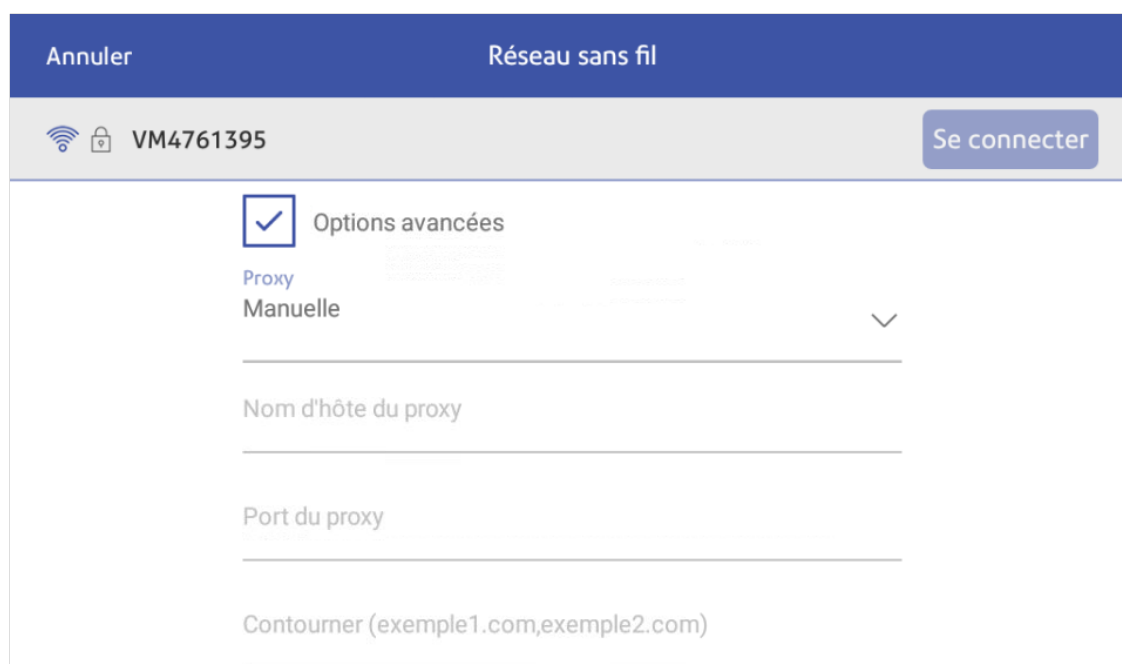 Annuler
Réseau sans fil
VM4761395
Se connecter
Options avancées
Proxy
Manuelle
Nom d'hôte du proxy
Port du proxy
Contourner (exemple1.com,exemple2.com)